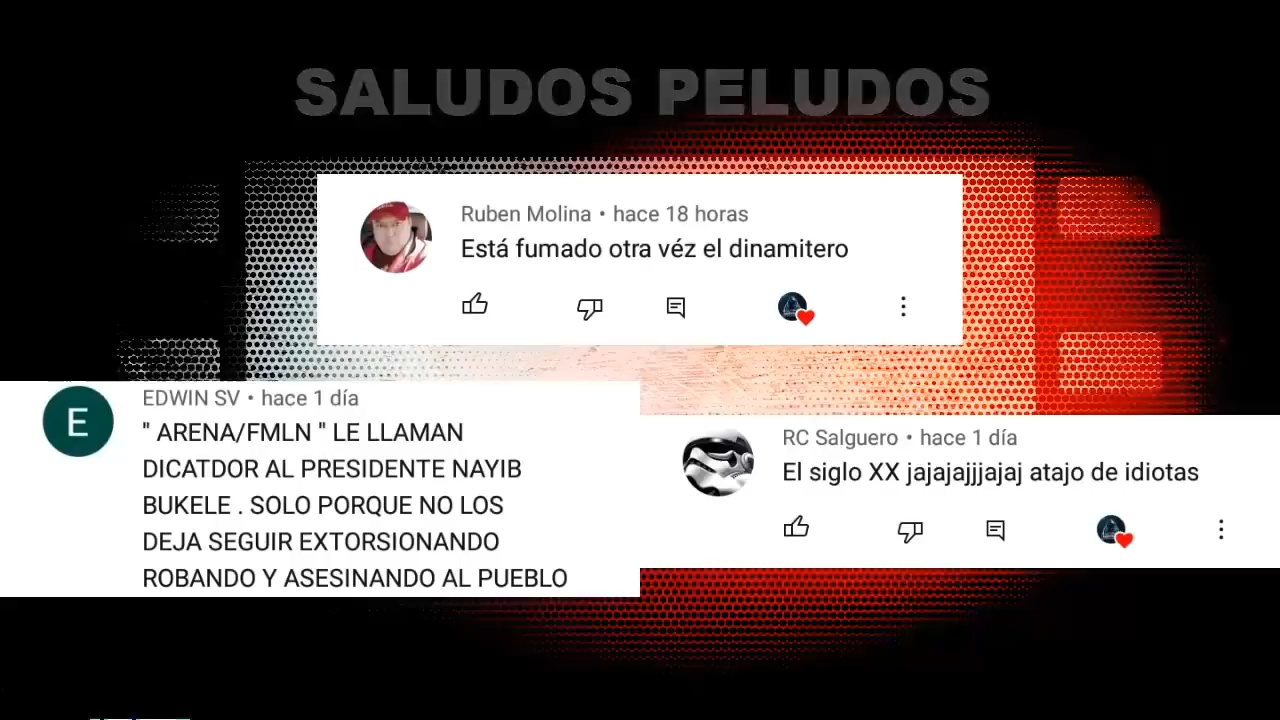 SALUDOS PELUDOS
Ruben Molina • hace 18 horas
Está fumado otra véz el dinamitero
E
EDWIN SV • hace 1 día
" ARENA/FMLN " LE LLAMAN
DICATDOR AL PRESIDENTE NAYIB
BUKELE . SOLO PORQUE NO LOS
DEJA SEGUIR EXTORSIONANDO
ROBANDO Y ASESINANDO AL PUEBLO
RC Salguero • hace 1 día
El siglo XX jajajajjjajaj atajo de idiotas